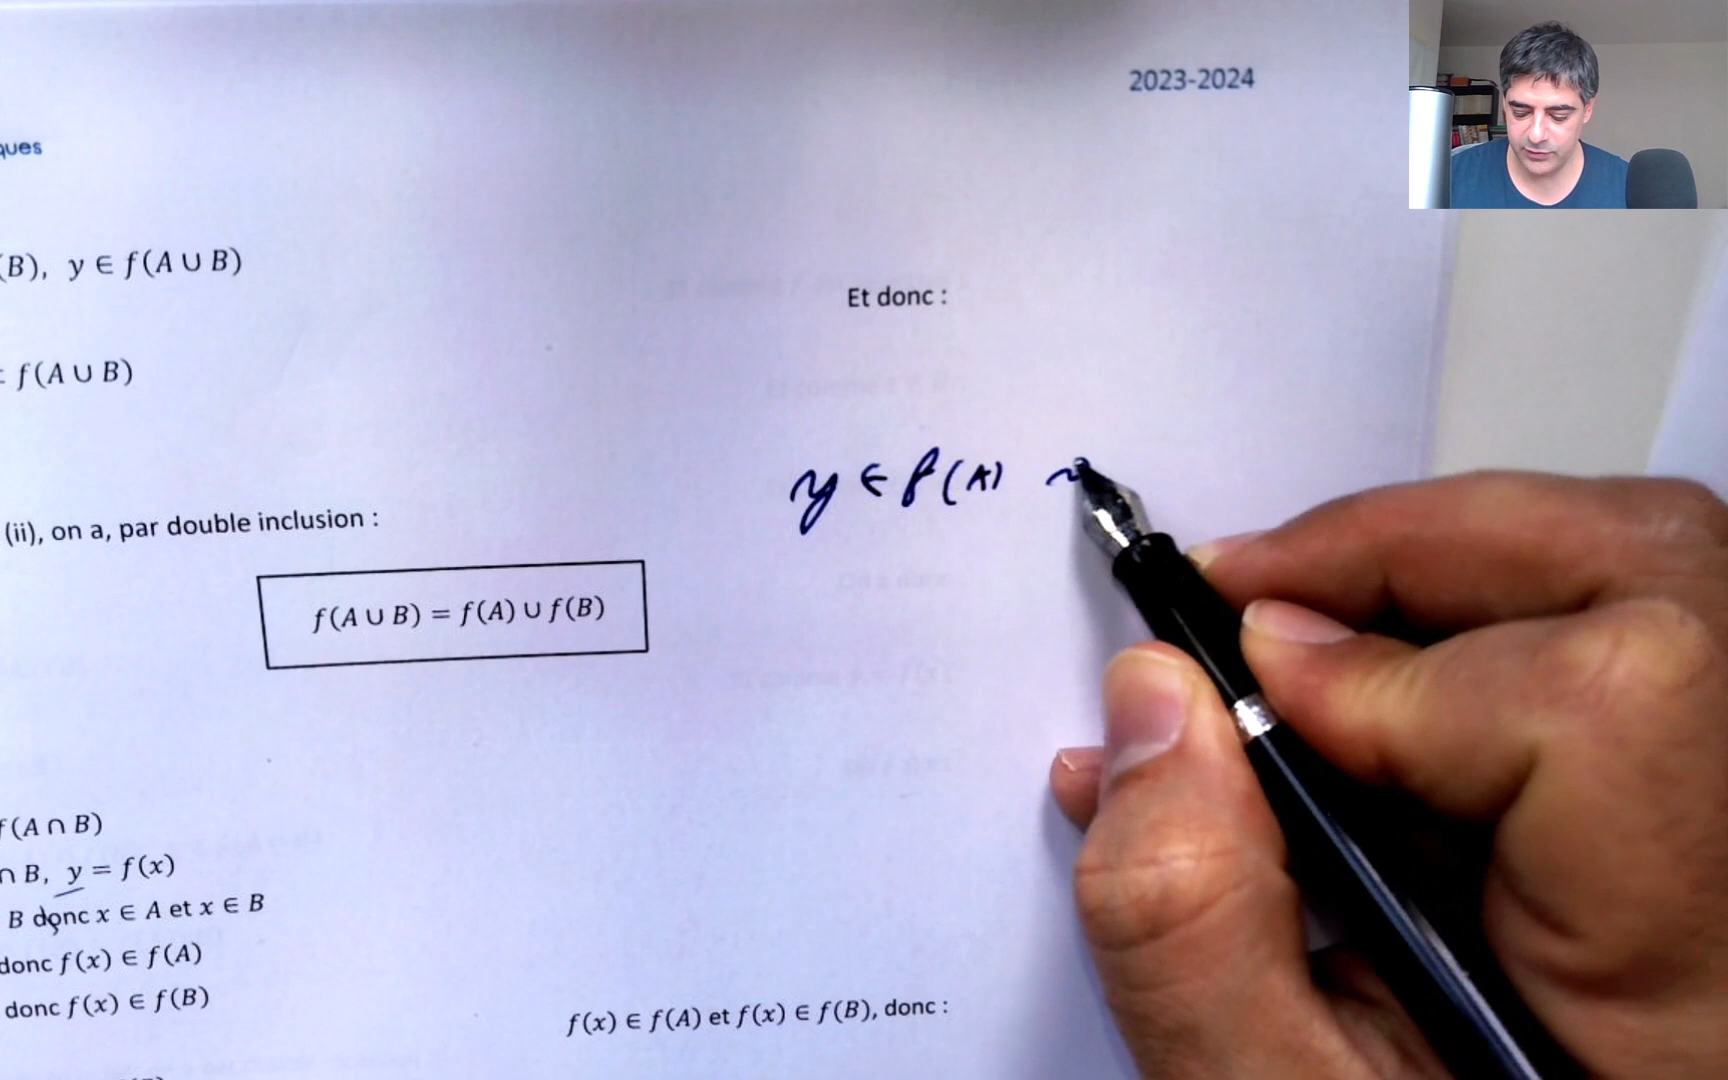 2023-2024
ques
(B), y ∈ f(A ∪ B)
Et donc :
f(A ∪ B)
y ∈ f(A)
(ii), on a, par double inclusion :
f(A ∪ B) = f(A) ∪ f(B)
f(A ∩ B)
∩ B, y = f(x)
B donc x ∈ A et x ∈ B
donc f(x) ∈ f(A)
donc f(x) ∈ f(B)
f(x) ∈ f(A) et f(x) ∈ f(B), donc :